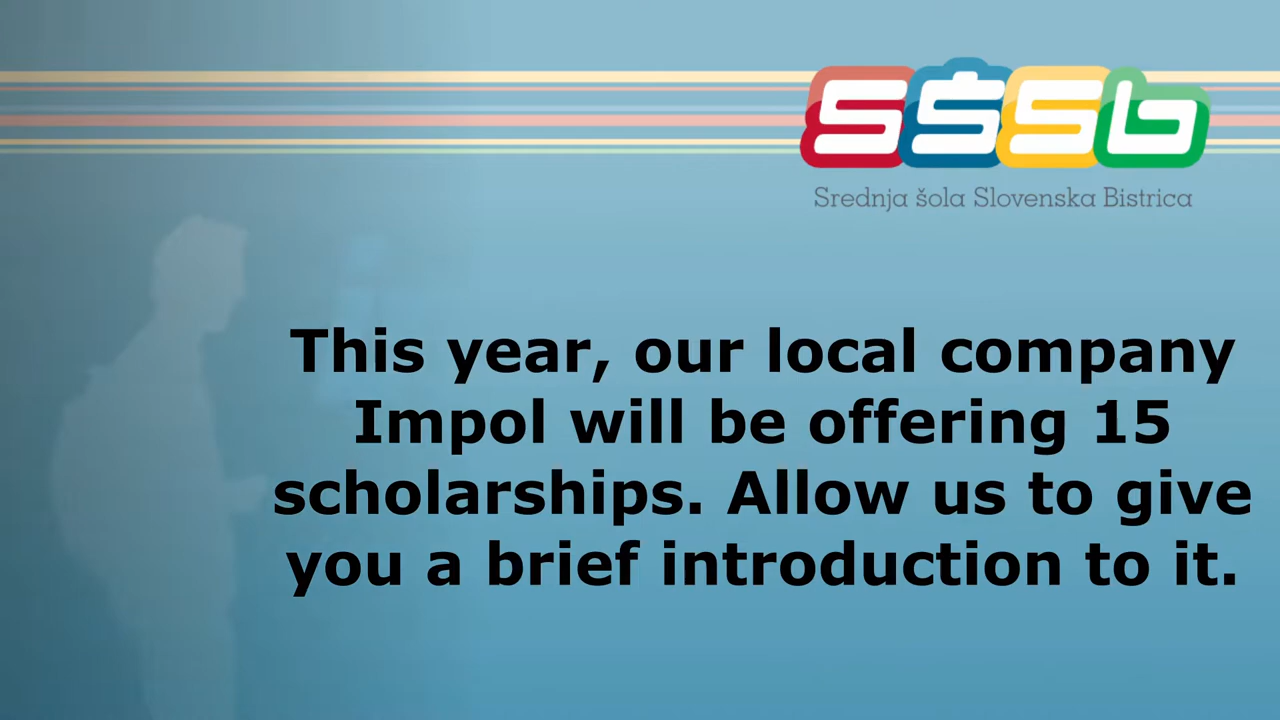 SŠSb
Srednja šola Slovenska Bistrica
This year, our local company
Impol will be offering 15
scholarships. Allow us to give
you a brief introduction to it.